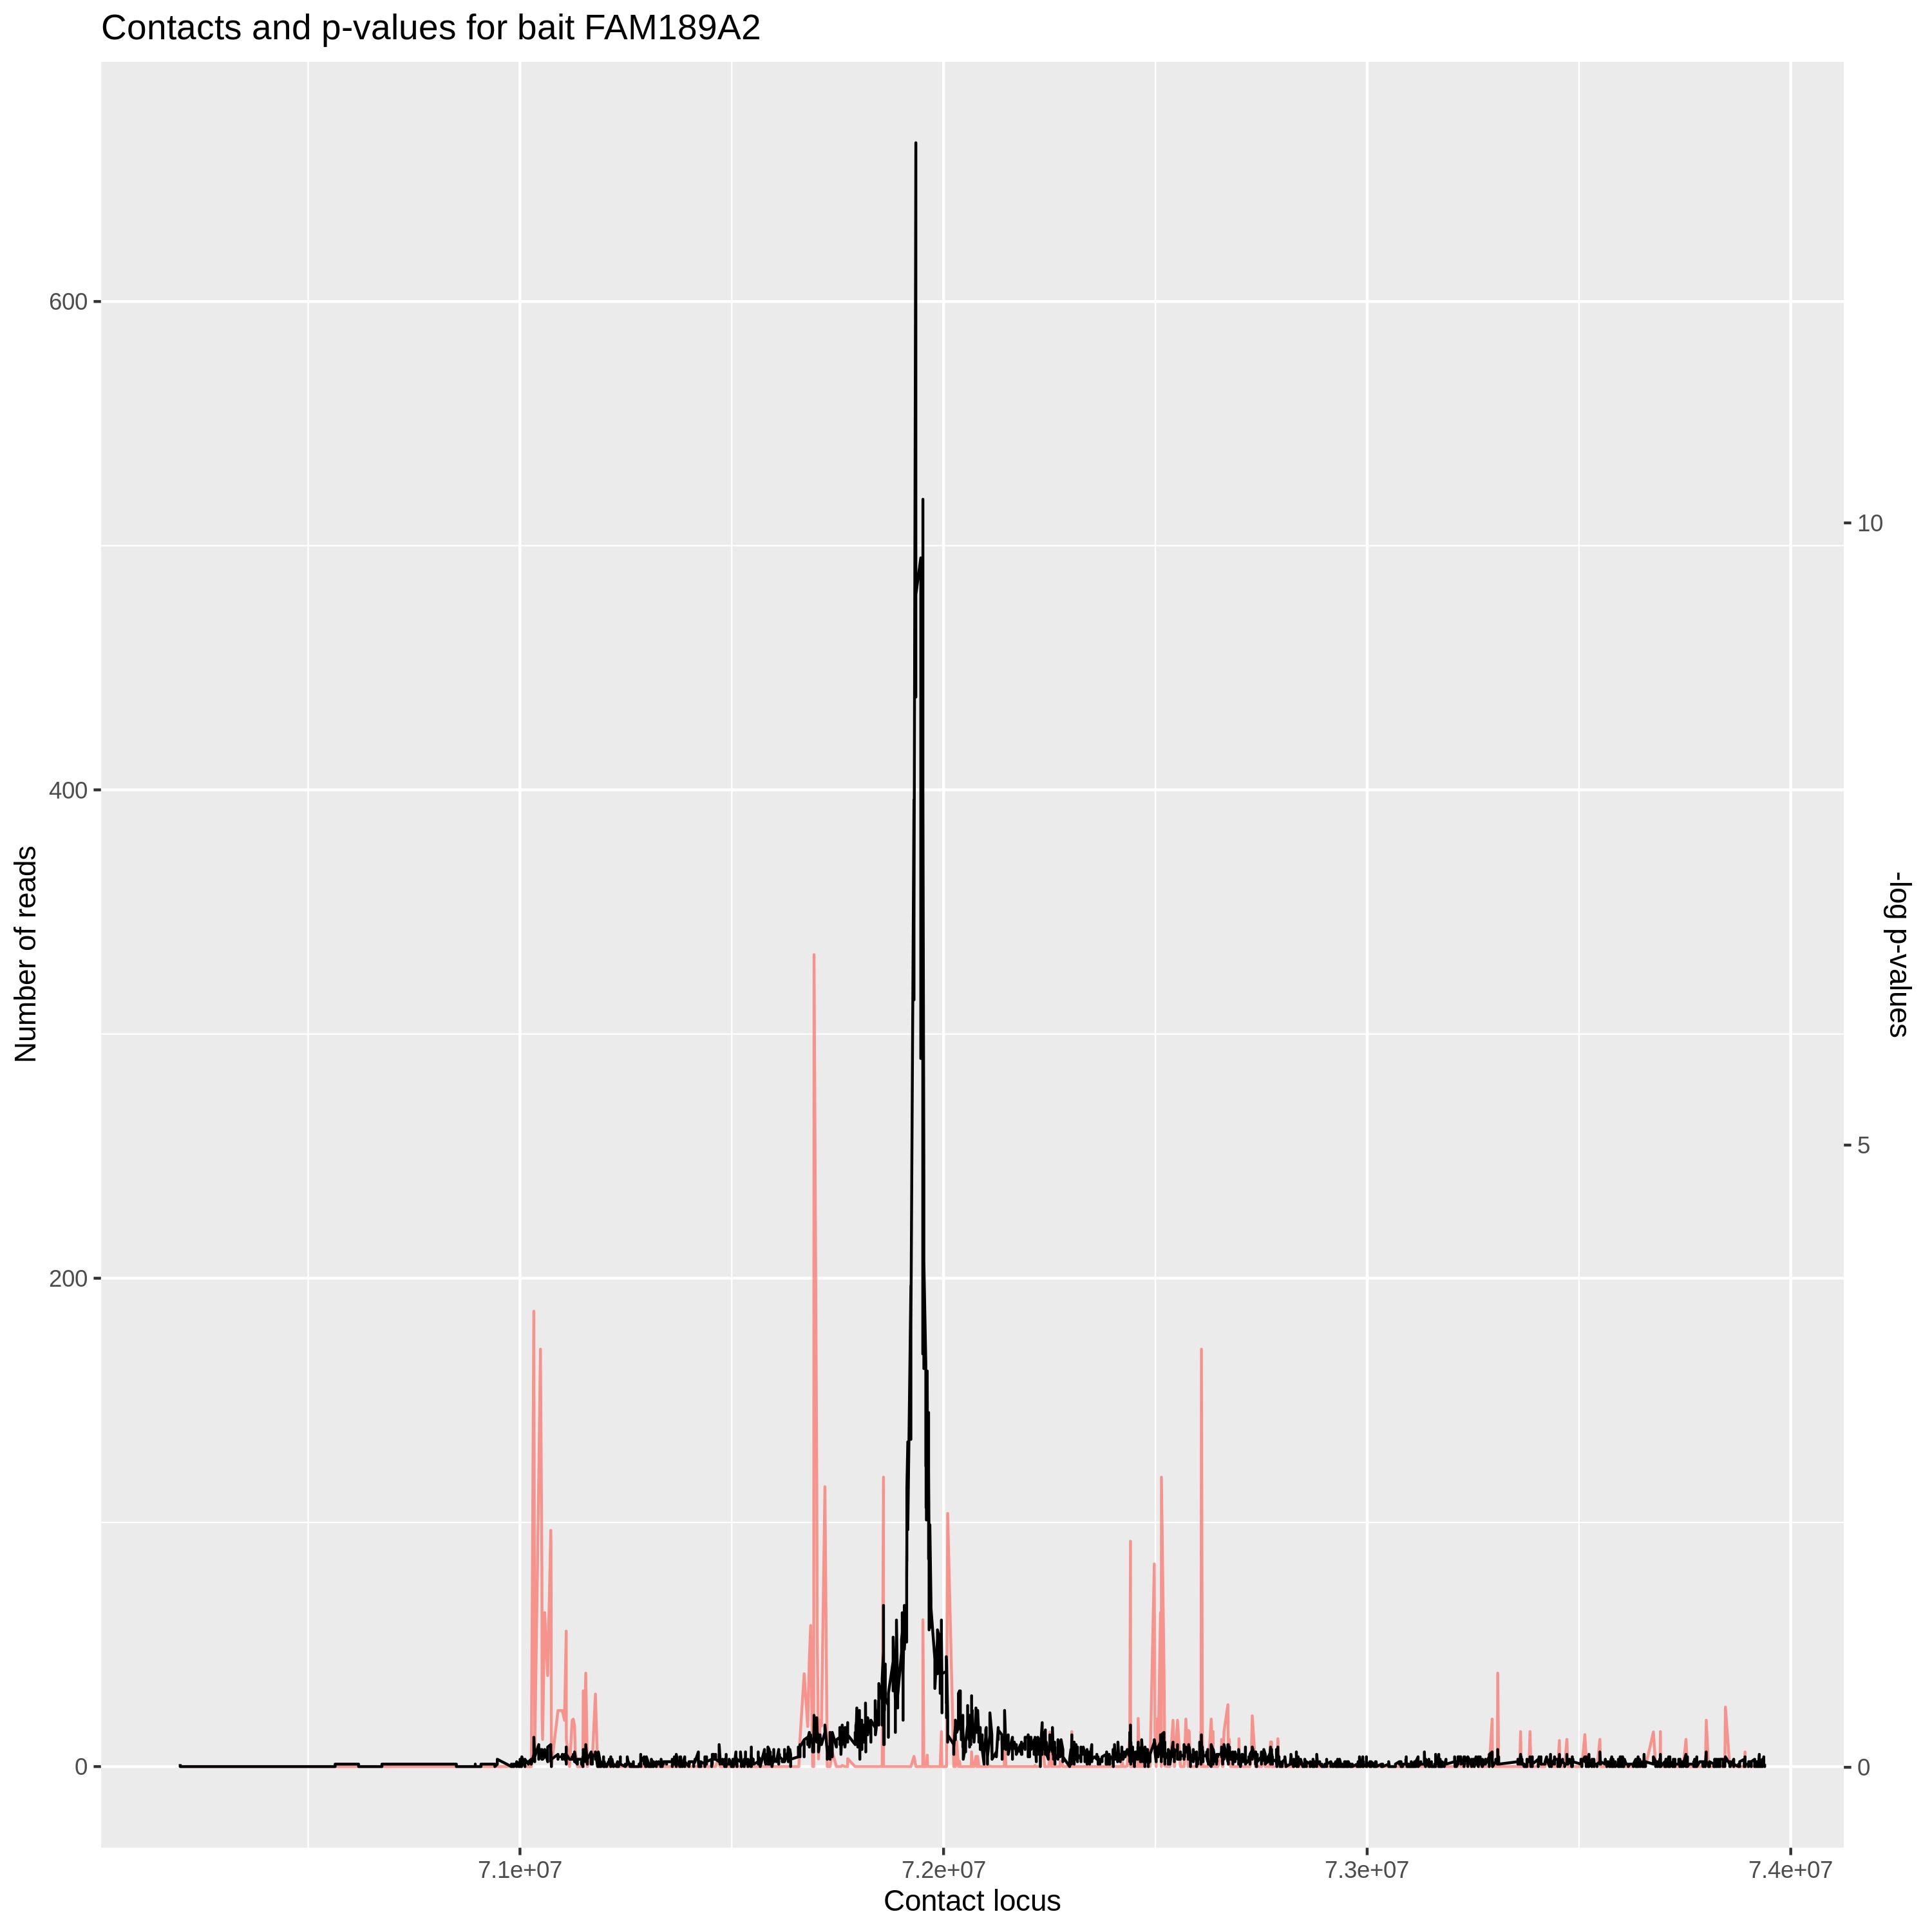 Contacts and p-values for bait FAM189A2
Number of reads
600
400
200
0
-log p-values
10
5
0
7.1e+07
7.2e+07
7.3e+07
7.4e+07
Contact locus